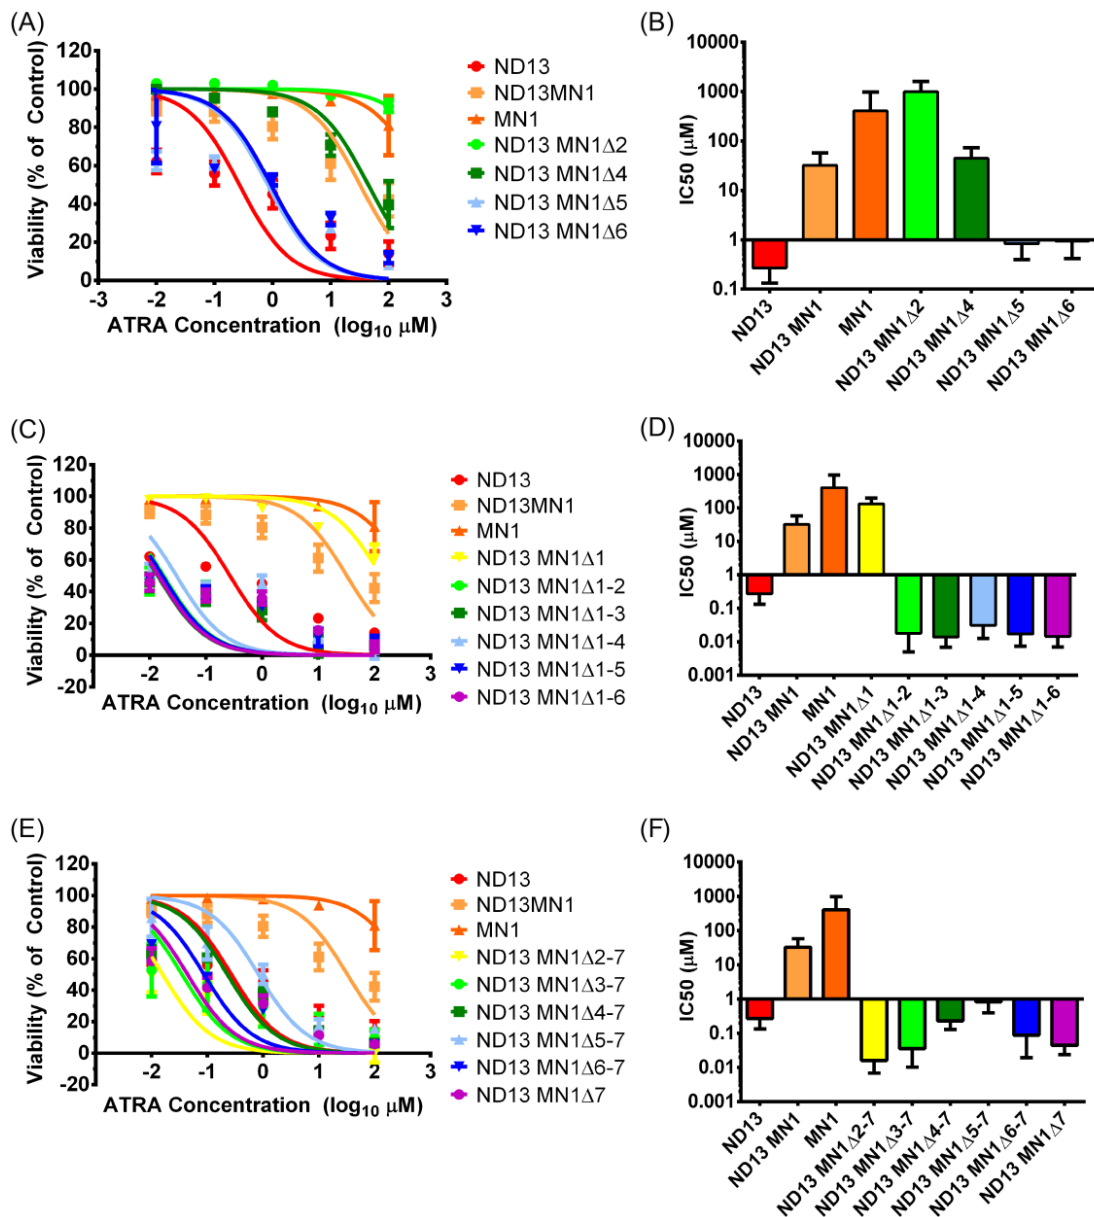 (A)
Viability (% of Control)
120
100
80
60
40
20
0
-3 -2 -1 0 1 2 3
ATRA Concentration (log10 μM)
ND13
ND13MN1
MN1
ND13 MN1Δ2
ND13 MN1Δ4
ND13 MN1Δ5
ND13 MN1Δ6
(B)
IC50 (μM)
10000
1000
100
10
1
0.1
ND13
ND13 MN1
MN1
ND13 MN1Δ2
ND13 MN1Δ4
ND13 MN1Δ5
ND13 MN1Δ6
(C)
Viability (% of Control)
120
100
80
60
40
20
0
-20
-2 -1 0 1 2 3
ATRA Concentration (log10 μM)
ND13
ND13MN1
MN1
ND13 MN1Δ1
ND13 MN1Δ1-2
ND13 MN1Δ1-3
ND13 MN1Δ1-4
ND13 MN1Δ1-5
ND13 MN1Δ1-6
(D)
IC50 (μM)
10000
1000
100
10
1
0.1
0.01
0.001
ND13
ND13 MN1
MN1
ND13 MN1Δ1
ND13 MN1Δ1-2
ND13 MN1Δ1-3
ND13 MN1Δ1-4
ND13 MN1Δ1-5
ND13 MN1Δ1-6
(E)
Viability (% of Control)
120
100
80
60
40
20
0
-20
-2 -1 0 1 2 3
ATRA Concentration (log10 μM)
ND13
ND13MN1
MN1
ND13 MN1Δ2-7
ND13 MN1Δ3-7
ND13 MN1Δ4-7
ND13 MN1Δ5-7
ND13 MN1Δ6-7
ND13 MN1Δ7
(F)
IC50 (μM)
10000
1000
100
10
1
0.1
0.01
0.001
ND13
ND13 MN1
MN1
ND13 MN1Δ2-7
ND13 MN1Δ3-7
ND13 MN1Δ4-7
ND13 MN1Δ5-7
ND13 MN1Δ6-7
ND13 MN1Δ7